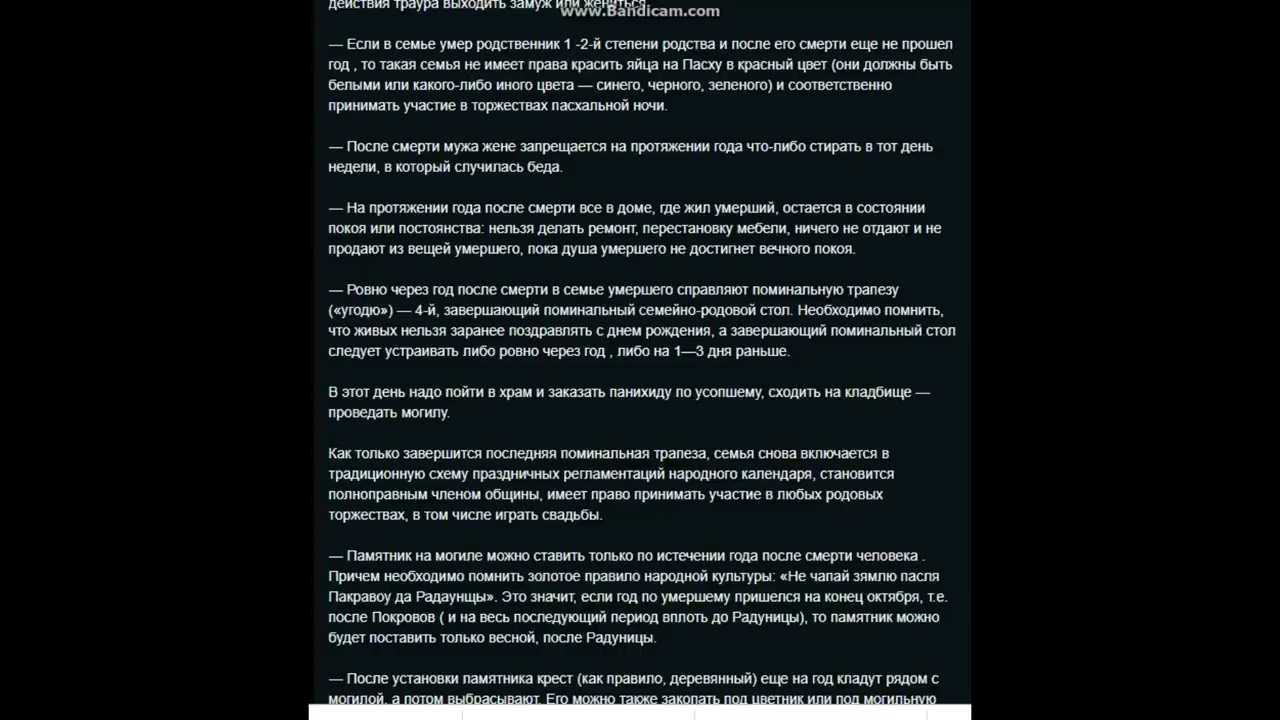 действия траура выходить замуж или жениться.
www.Bandicam.com
— Если в семье умер родственник 1 -2-й степени родства и после его смерти еще не прошел
год , то такая семья не имеет права красить яйца на Пасху в красный цвет (они должны быть
белыми или какого-либо иного цвета — синего, черного, зеленого) и соответственно
принимать участие в торжествах пасхальной ночи.
— После смерти мужа жене запрещается на протяжении года что-либо стирать в тот день
недели, в который случилась беда.
— На протяжении года после смерти все в доме, где жил умерший, остается в состоянии
покоя или постоянства: нельзя делать ремонт, перестановку мебели, ничего не отдают и не
продают из вещей умершего, пока душа умершего не достигнет вечного покоя.
— Ровно через год после смерти в семье умершего справляют поминальную трапезу
(«угодю») — 4-й, завершающий поминальный семейно-родовой стол. Необходимо помнить,
что живых нельзя заранее поздравлять с днем рождения, а завершающий поминальный стол
следует устраивать либо ровно через год , либо на 1—3 дня раньше.
В этот день надо пойти в храм и заказать панихиду по усопшему, сходить на кладбище —
проведать могилу.
Как только завершится последняя поминальная трапеза, семья снова включается в
традиционную схему праздничных регламентаций народного календаря, становится
полноправным членом общины, имеет право принимать участие в любых родовых
торжествах, в том числе играть свадьбы.
— Памятник на могиле можно ставить только по истечении года после смерти человека .
Причем необходимо помнить золотое правило народной культуры: «Не чапай зямлю пасля
Пакравоу да Радаунщы». Это значит, если год по умершему пришелся на конец октября, т.е.
после Покровов ( и на весь последующий период вплоть до Радуницы), то памятник можно
будет поставить только весной, после Радуницы.
— После установки памятника крест (как правило, деревянный) еще на год кладут рядом с
могилой, а потом выбрасывают. Его можно также закопать под цветник или под могильную